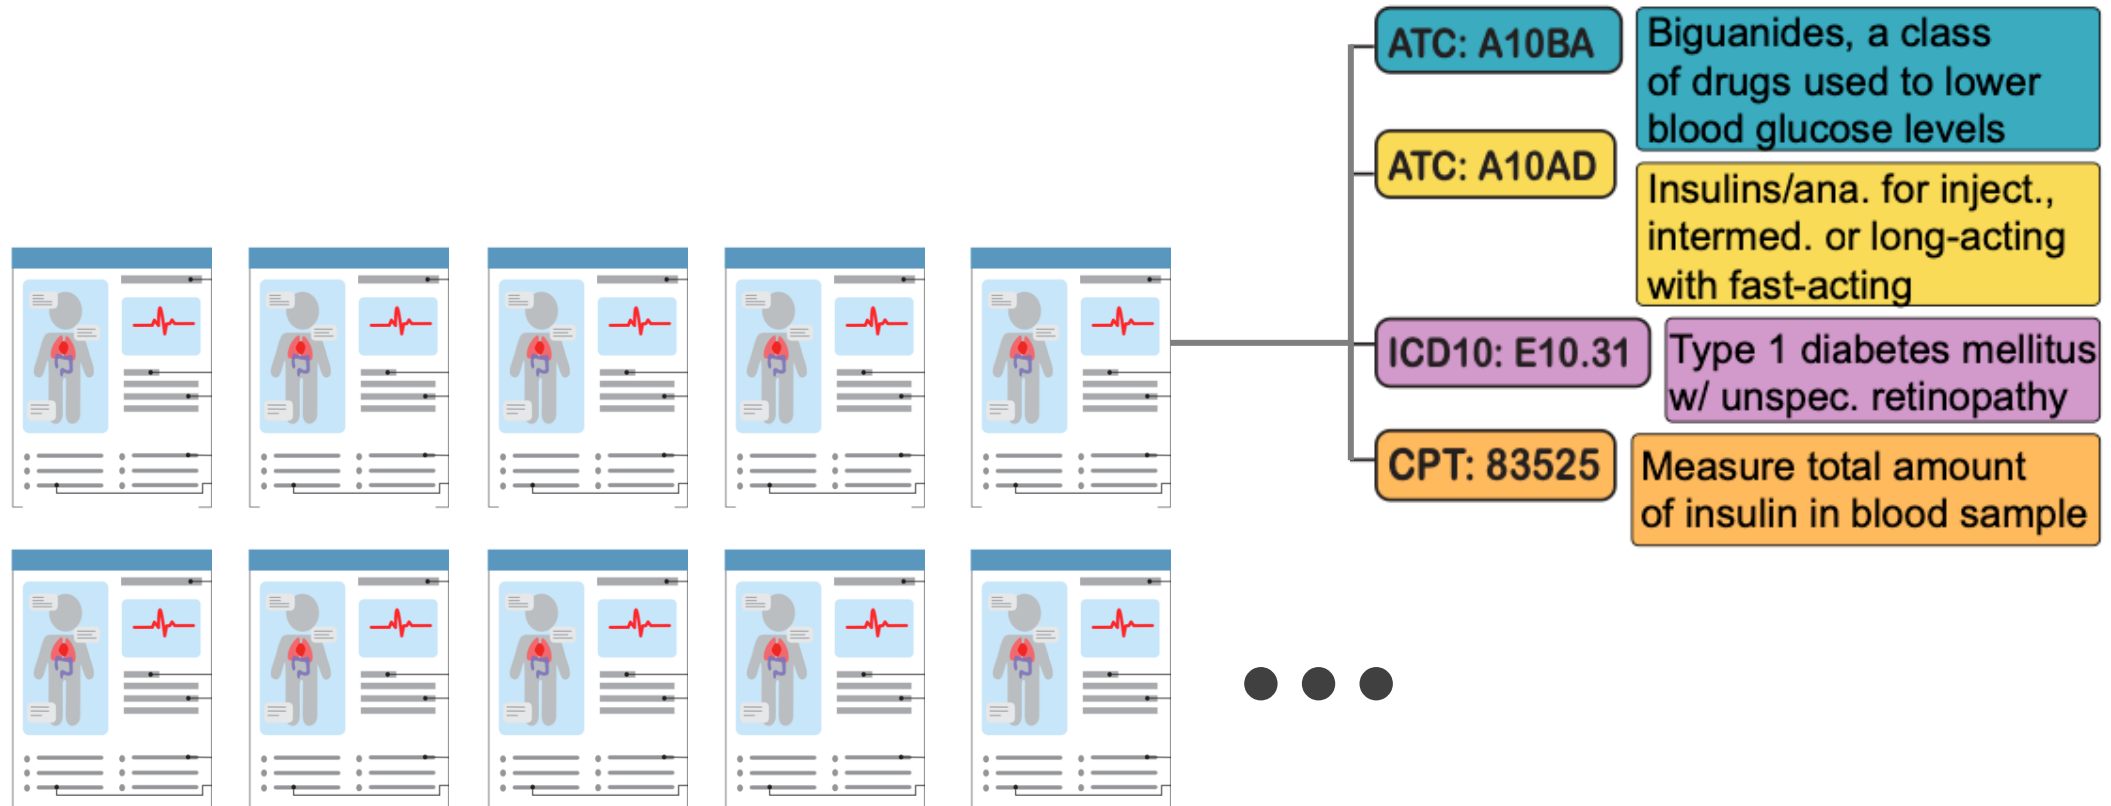 ATC: A10BA
Biguanides, a class
of drugs used to lower
blood glucose levels
ATC: A10AD
Insulins/ana. for inject.,
intermed. or long-acting
with fast-acting
ICD10: E10.31
Type 1 diabetes mellitus
w/ unspec. retinopathy
CPT: 83525
Measure total amount
of insulin in blood sample